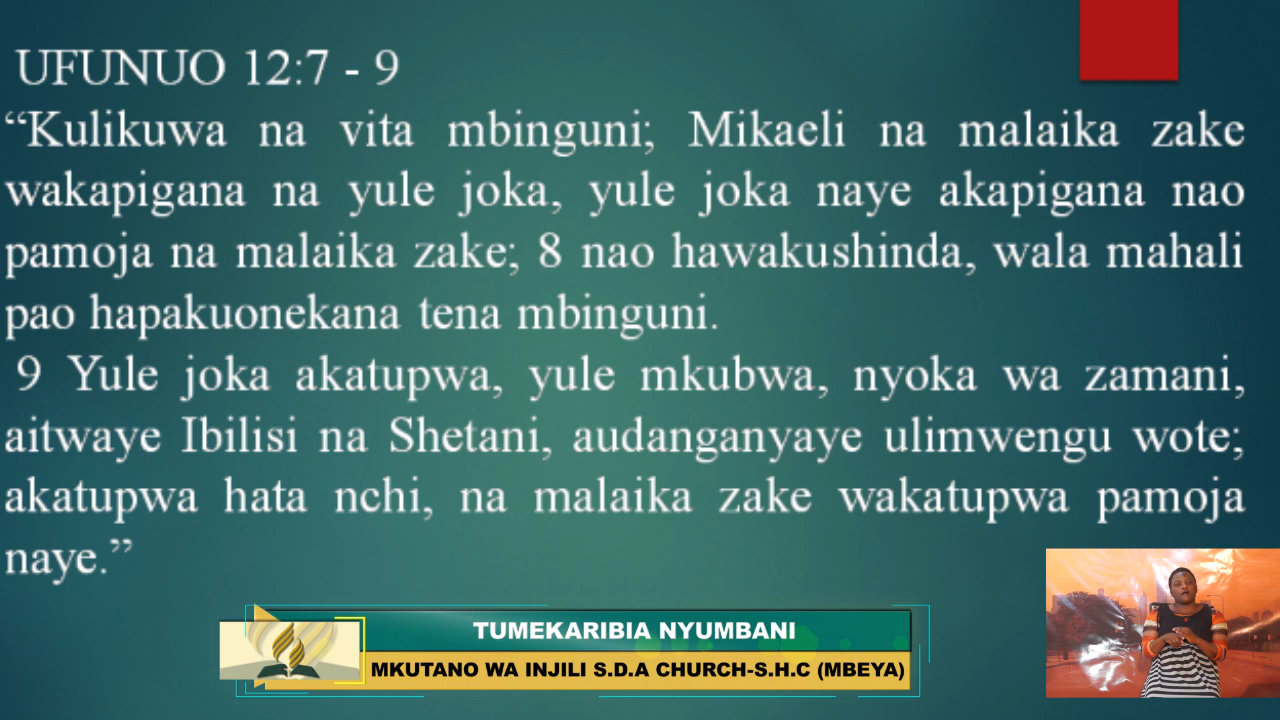 UFUNUO 12:7 - 9
“Kulikuwa na vita mbinguni; Mikaeli na malaika zake
wakapigana na yule joka, yule joka naye akapigana nao
pamoja na malaika zake; 8 nao hawakushinda, wala mahali
pao hapakuonekana tena mbinguni.
9 Yule joka akatupwa, yule mkubwa, nyoka wa zamani,
aitwaye Ibilisi na Shetani, audanganyaye ulimwengu wote;
akatupwa hata nchi, na malaika zake wakatupwa pamoja
naye.”
TUMEKARIBIA NYUMBANI
MKUTANO WA INJILI S.D.A CHURCH-S.H.C (MBEYA)